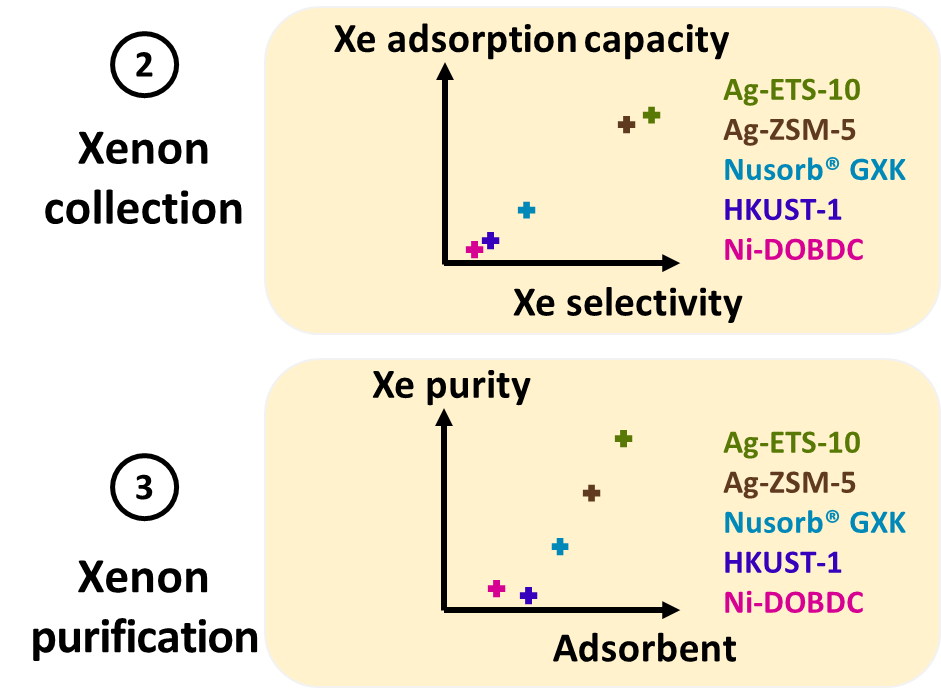 2
Xenon
collection
Xe adsorption capacity
Ag-ETS-10
Ag-ZSM-5
Nusorb® GXK
HKUST-1
Ni-DOBDC
Xe selectivity
3
Xenon
purification
Xe purity
Ag-ETS-10
Ag-ZSM-5
Nusorb® GXK
HKUST-1
Ni-DOBDC
Adsorbent